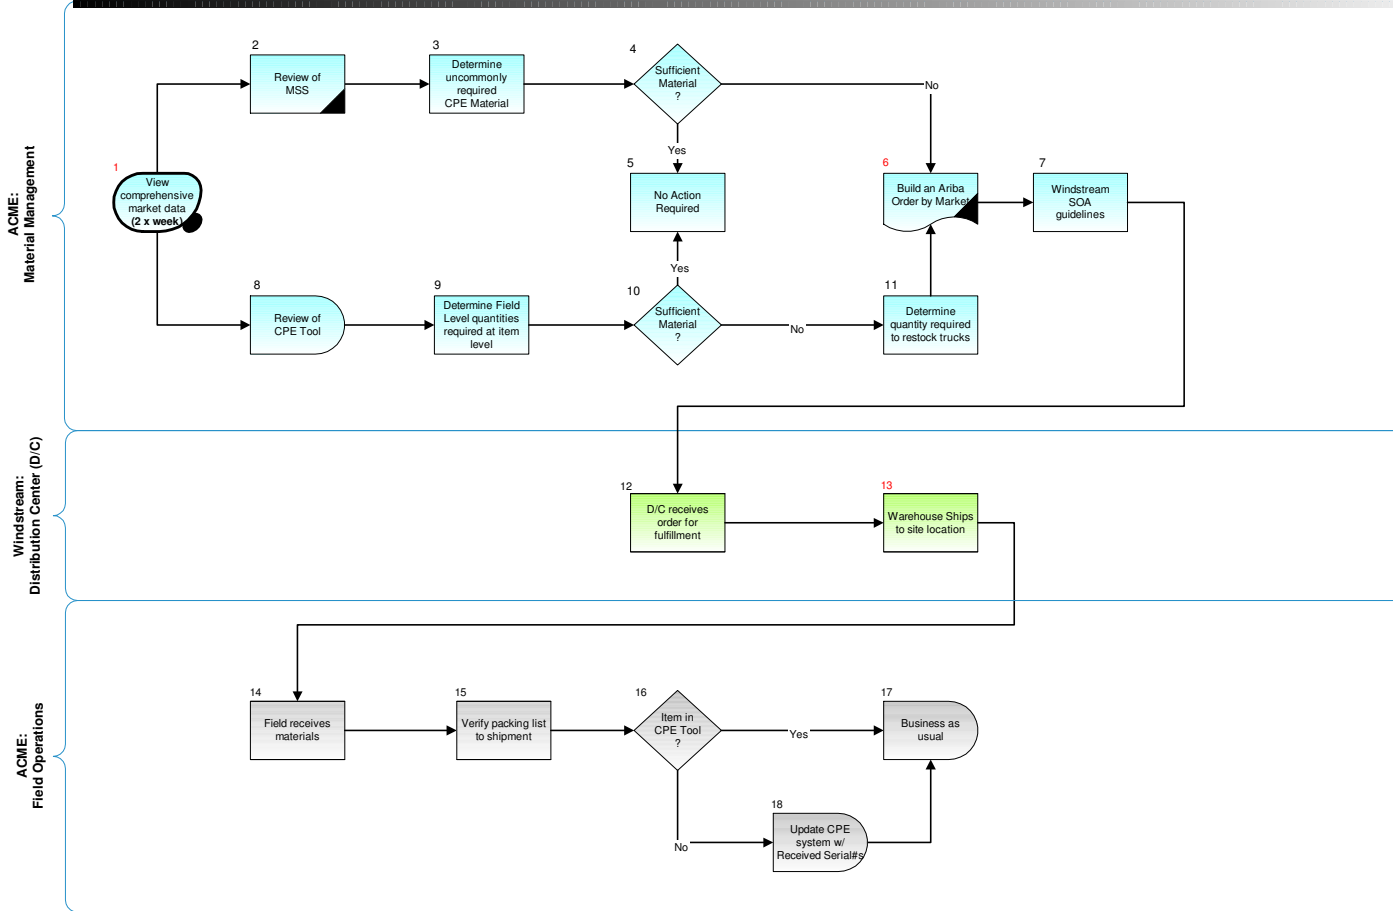 ACME:
Material Management
1
View
comprehensive
market data
(2 x week)
2
Review of
MSS
3
Determine
uncommonly
required
CPE Material
4
Sufficient
Material
?
No
Yes
5
No Action
Required
6
Build an Ariba
Order by Market
7
Windstream
SOA
guidelines
8
Review of
CPE Tool
9
Determine Field
Level quantities
required at item
level
10
Sufficient
Material
?
Yes
No
11
Determine
quantity required
to restock trucks
Windstream:
Distribution Center (D/C)
12
D/C receives
order for
fulfillment
13
Warehouse Ships
to site location
ACME:
Field Operations
14
Field receives
materials
15
Verify packing list
to shipment
16
Item in
CPE Tool
?
Yes
No
17
Business as
usual
18
Update CPE
system w/
Received Serial#s